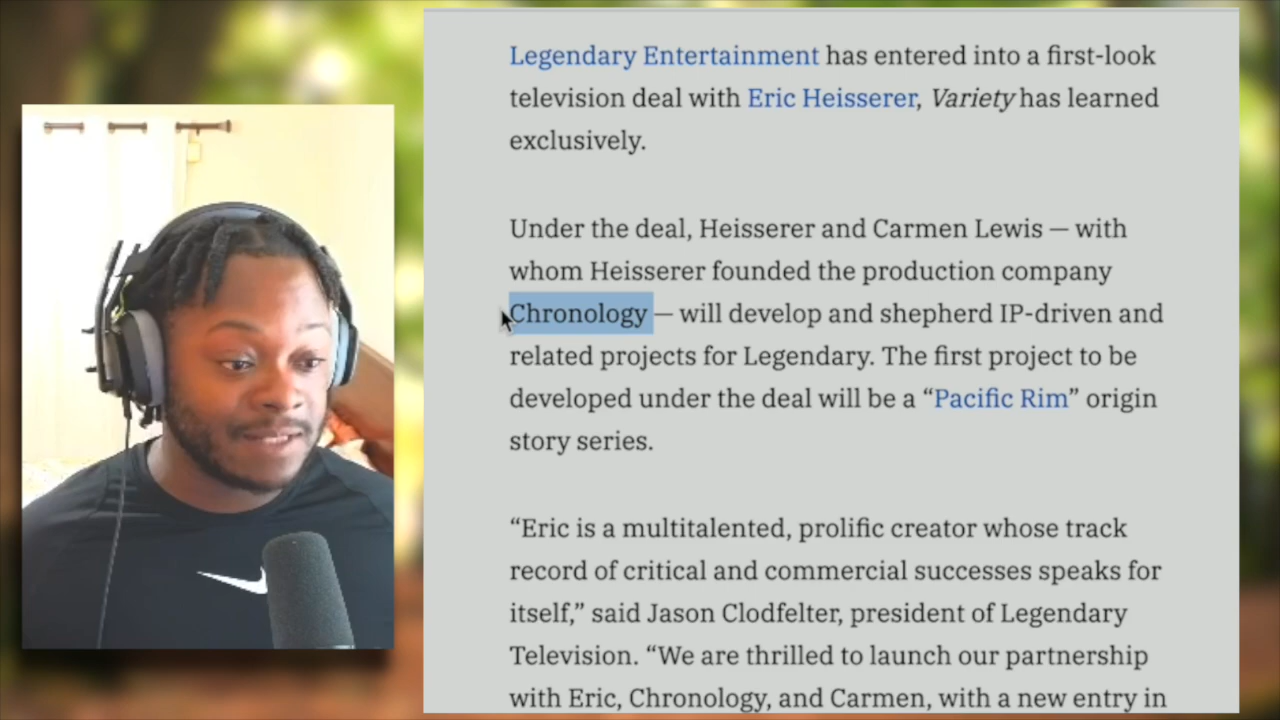 Legendary Entertainment has entered into a first-look
television deal with Eric Heisserer, Variety has learned
exclusively.
Under the deal, Heisserer and Carmen Lewis — with
whom Heisserer founded the production company
Chronology — will develop and shepherd IP-driven and
related projects for Legendary. The first project to be
developed under the deal will be a “Pacific Rim” origin
story series.
“Eric is a multitalented, prolific creator whose track
record of critical and commercial successes speaks for
itself,” said Jason Clodfelter, president of Legendary
Television. “We are thrilled to launch our partnership
with Eric, Chronology, and Carmen, with a new entry in